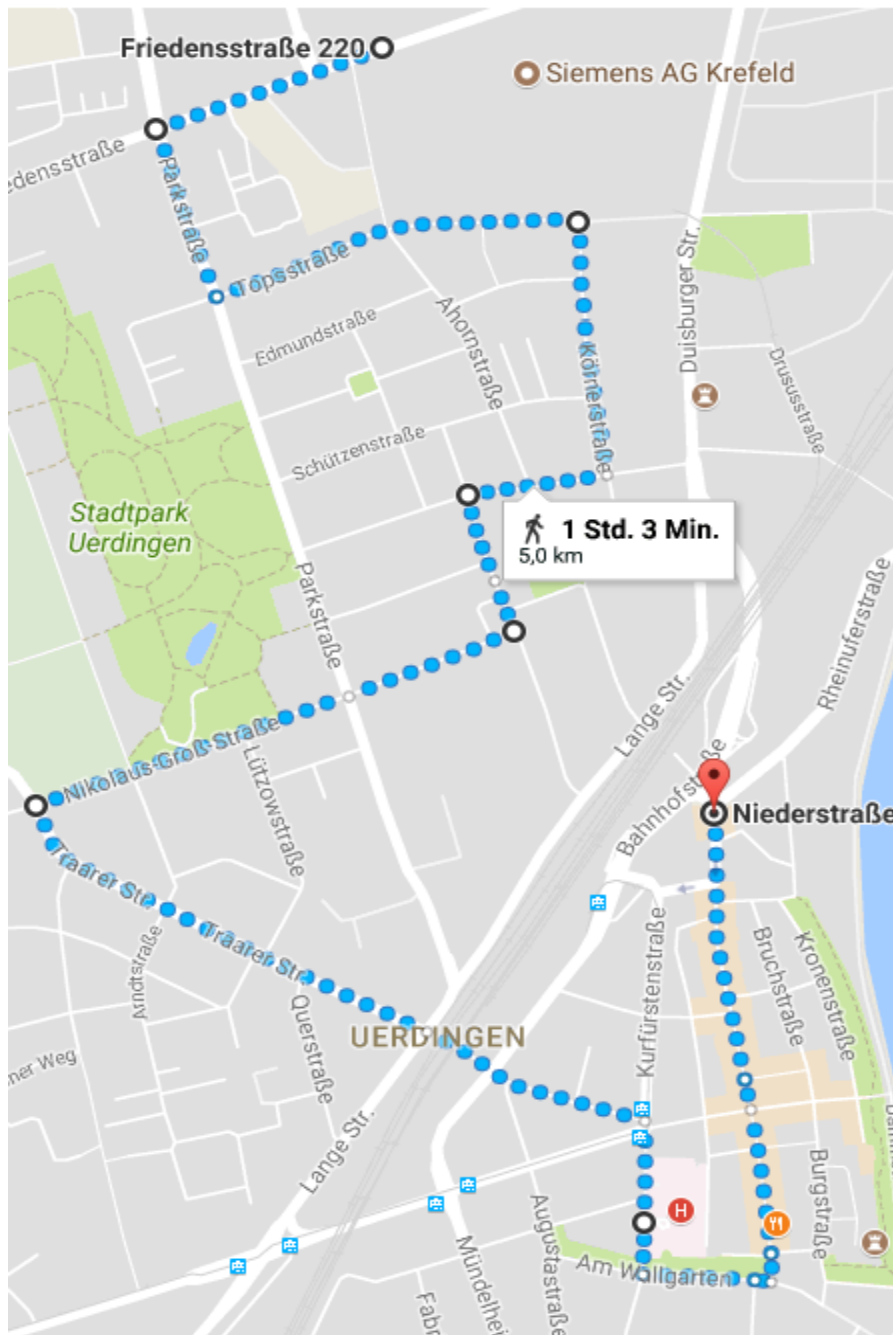 Friedensstraße 220
Siemens AG Krefeld
edensstraße
Parkstraße
Topsstraße
Duisburger Str.
Edmundstraße
Ahornstraße
Körnerstraße
Drususstraße
Schützenstraße
Stadtpark
Uerdingen
1 Std. 3 Min.
5,0 km
Parkstraße
Rheinuferstraße
Lange Str.
Nikolaus-Groß-Straße
Lützowstraße
Bahnhofstraße
Niederstraße
Traarer Str.
Traarer Str.
Arndtstraße
Querstraße
Kurfürstenstraße
Bruchstraße
Kronenstraße
UERDINGEN
ner Weg
Lange Str.
H
Burgstraße
Augustastraße
Am Wallgarten
Mündelhei
Fabr